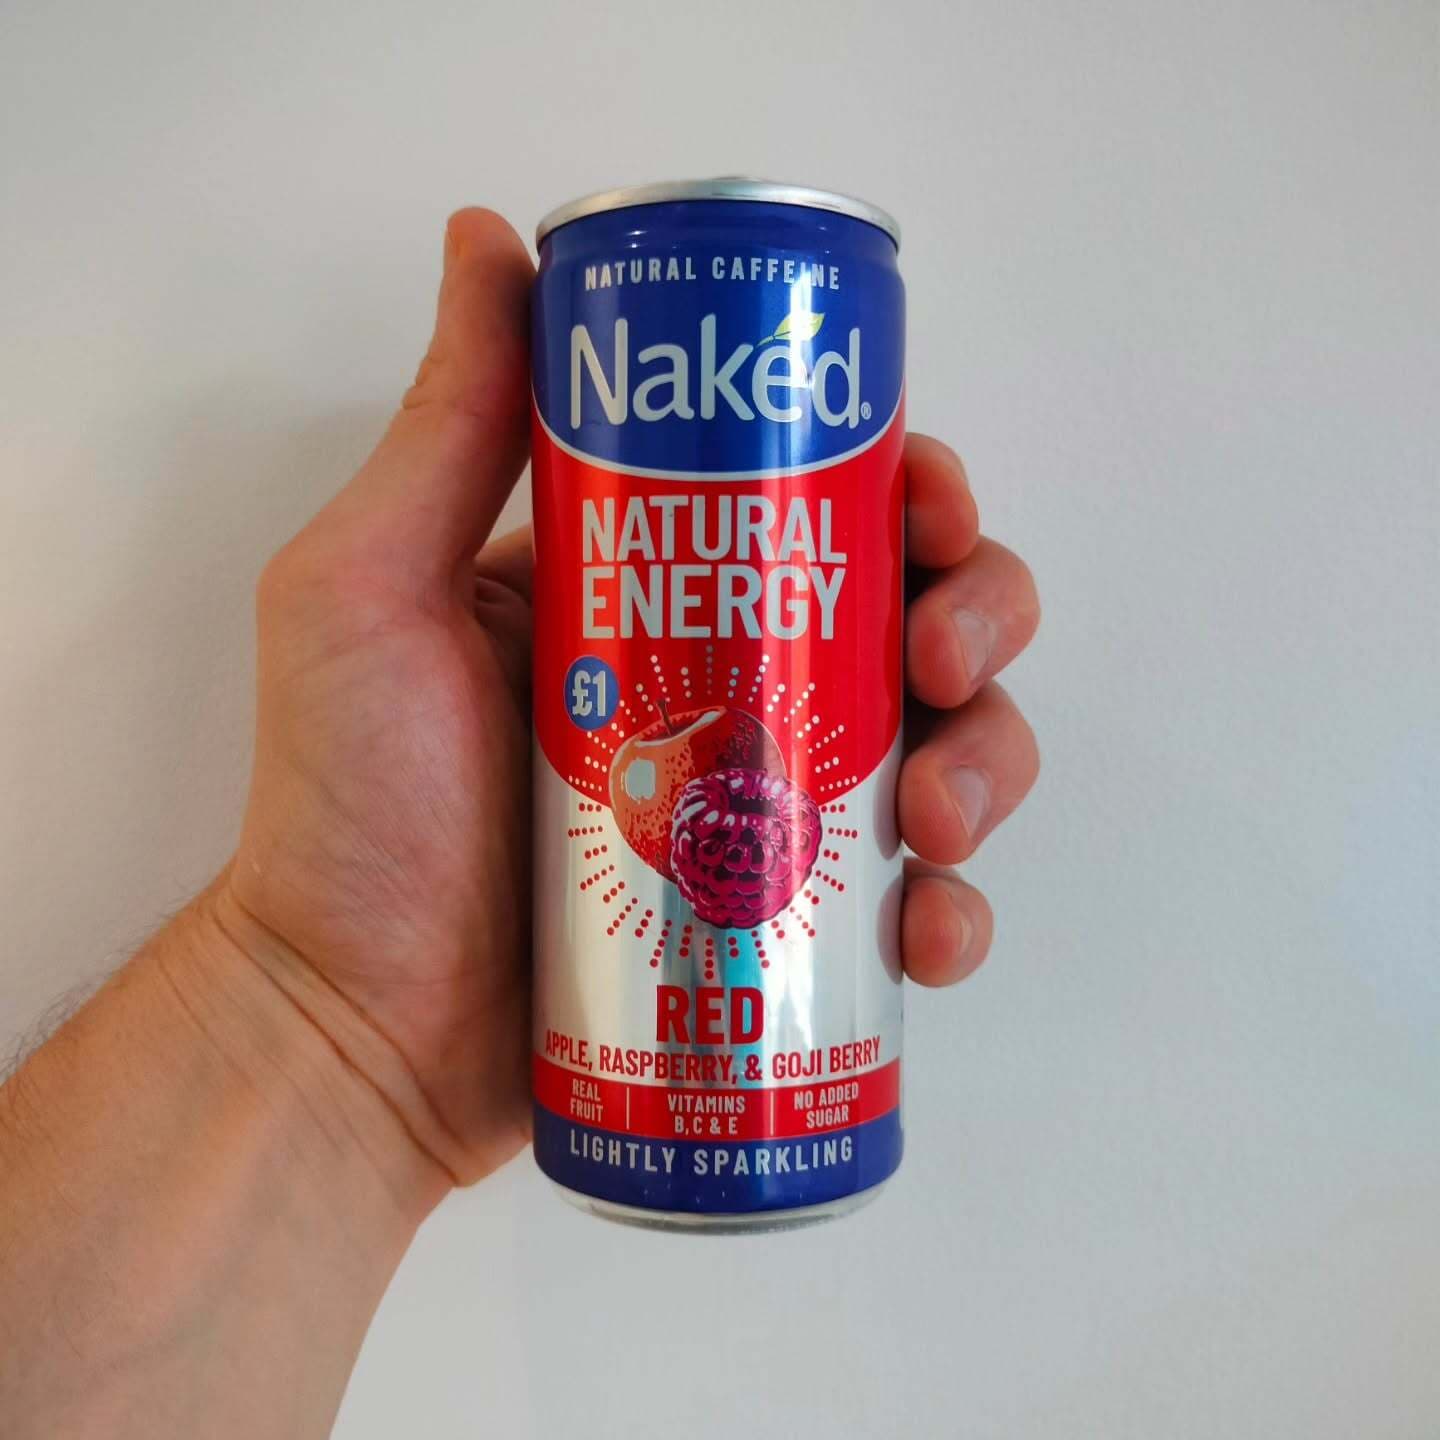 NATURAL CAFFEINE
Naked®
NATURAL
ENERGY
£1
RED
APPLE, RASPBERRY, & GOJI BERRY
REAL
FRUIT
VITAMINS
B, C & E
NO ADDED
SUGAR
LIGHTLY SPARKLING